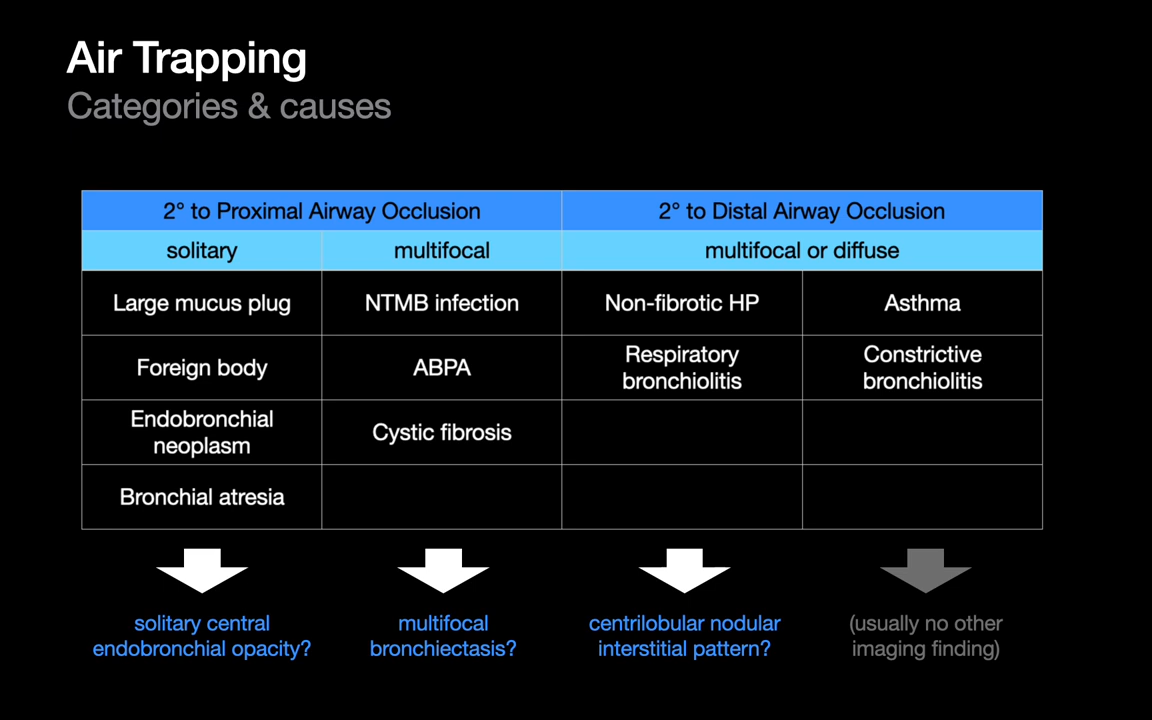 Air Trapping
Categories & causes
2° to Proximal Airway Occlusion
2° to Distal Airway Occlusion
solitary
multifocal
multifocal or diffuse
Large mucus plug
NTMB infection
Non-fibrotic HP
Asthma
Foreign body
ABPA
Respiratory
bronchiolitis
Constrictive
bronchiolitis
Endobronchial
neoplasm
Cystic fibrosis
Bronchial atresia
solitary central
endobronchial opacity?
multifocal
bronchiectasis?
centrilobular nodular
interstitial pattern?
(usually no other
imaging finding)